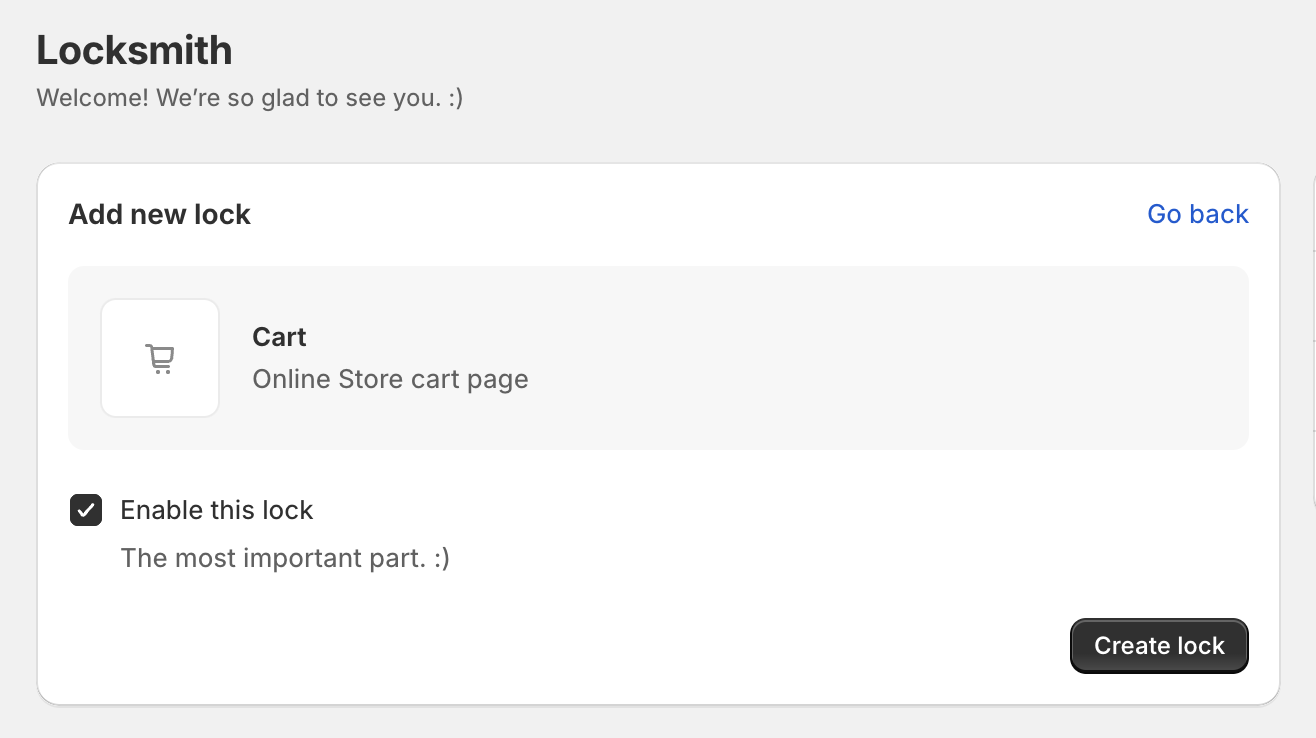 Locksmith
Welcome! We’re so glad to see you. :)
Add new lock
Go back
Cart
Online Store cart page
Enable this lock
The most important part. :)
Create lock